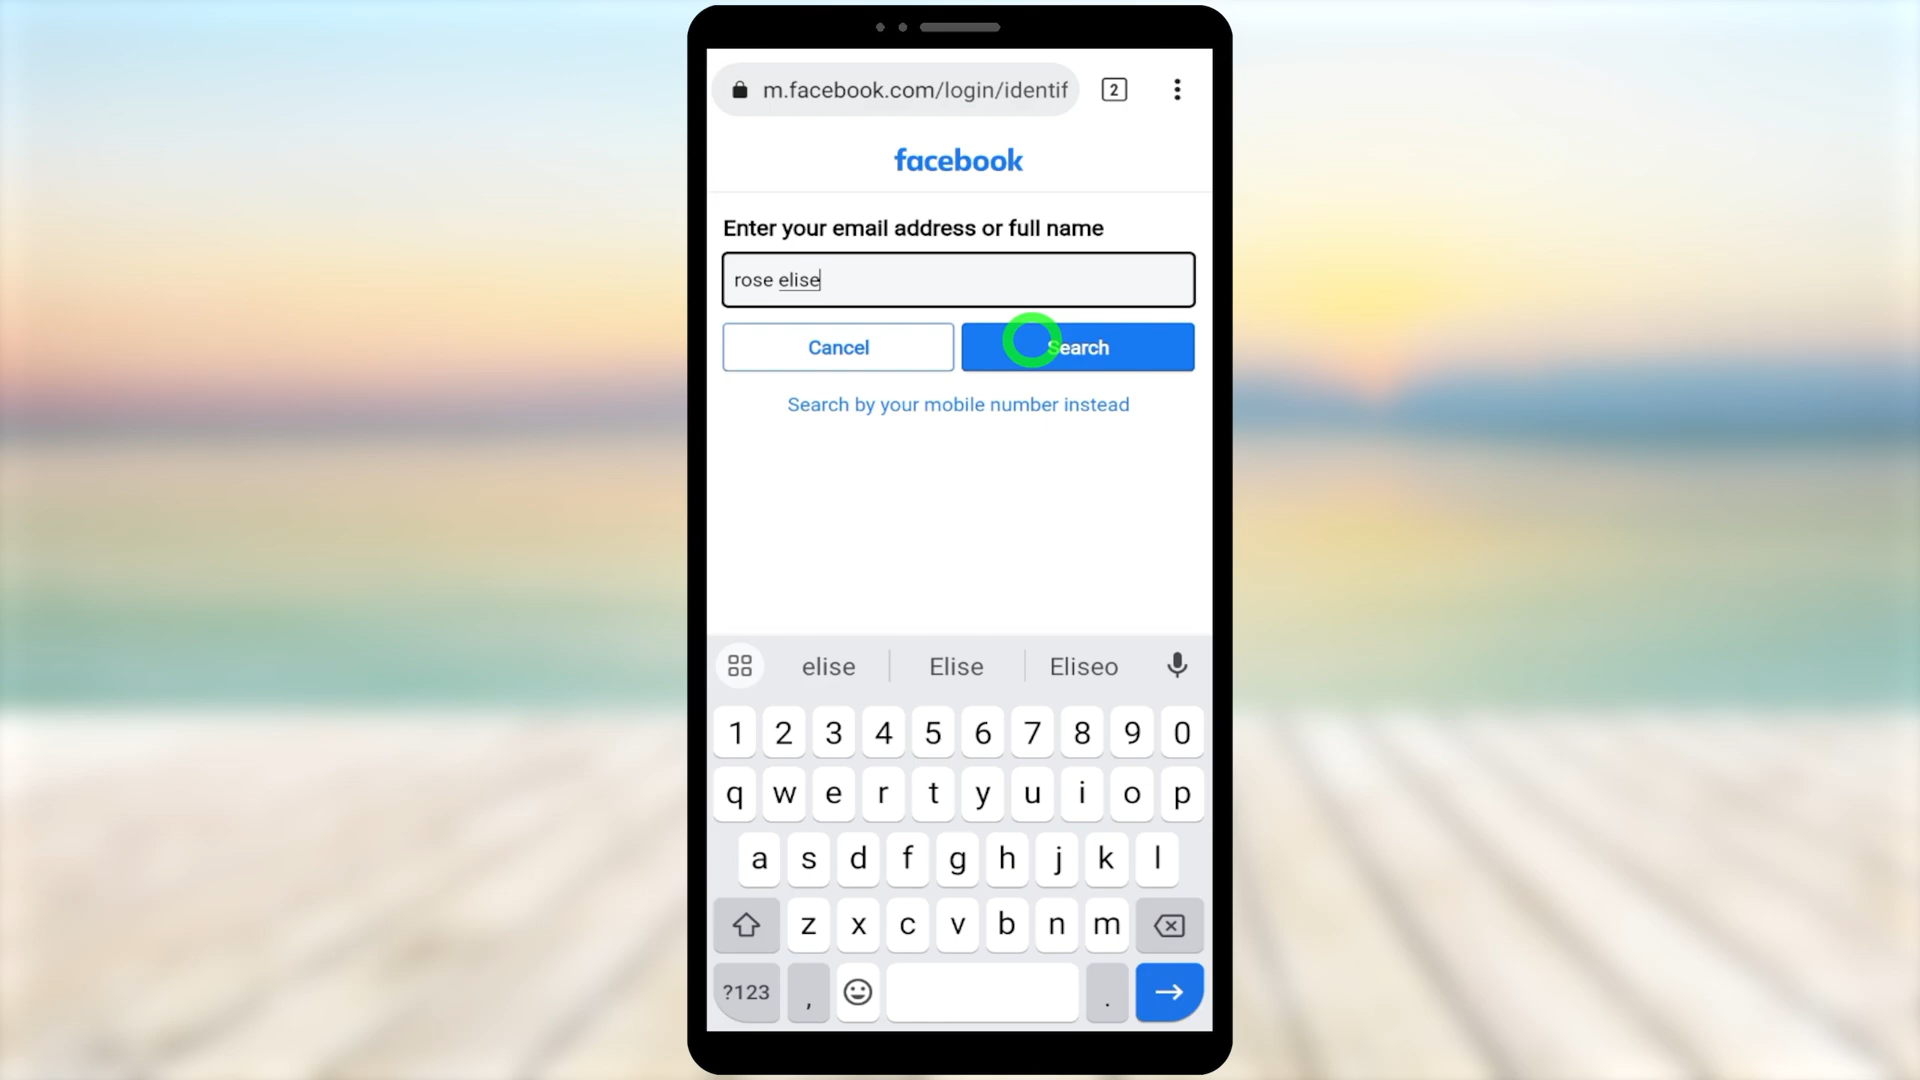 m.facebook.com/login/identif 2
facebook
Enter your email address or full name
rose elise
Cancel Search
Search by your mobile number instead
elise Elise Eliseo
1 2 3 4 5 6 7 8 9 0
q w e r t y u i o p
a s d f g h j k l
z x c v b n m
?123 , .